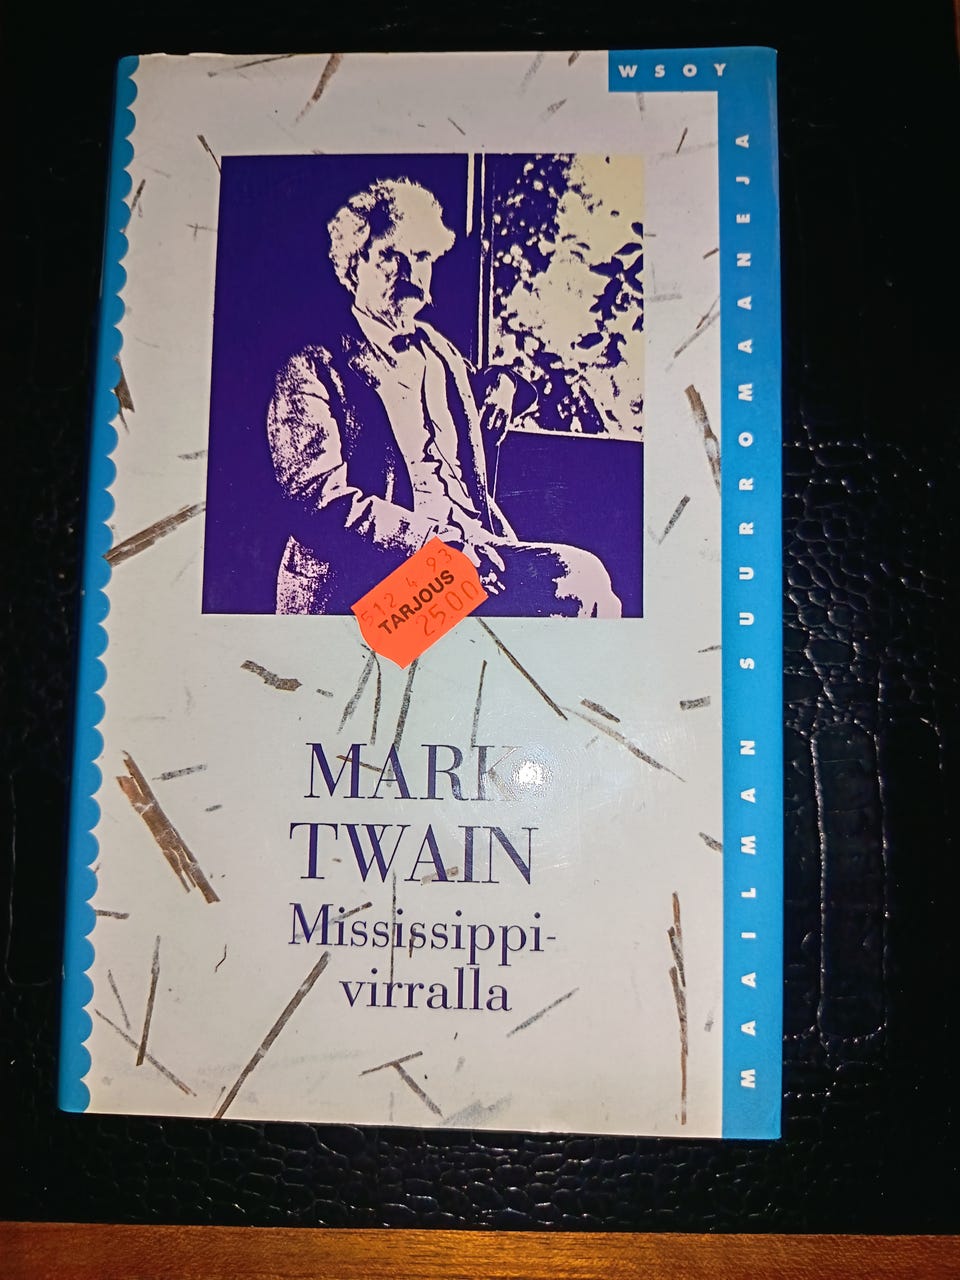 WSOY
MAAILMAN SUURROMAANEJA
512 4 93
TARJOUS
25.00
MARK
TWAIN
Mississippi-
virralla